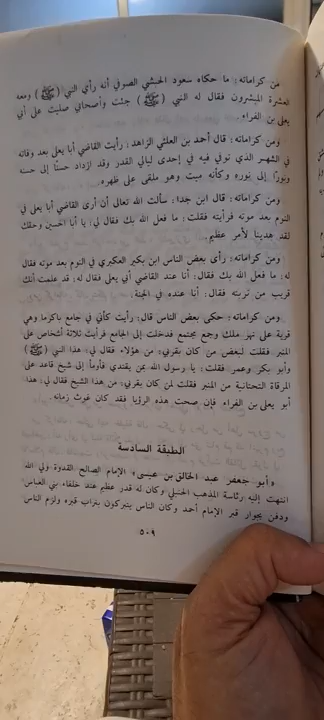 من كراماته: ما حكاه سعود الحبشي الصوفي أنه رأي النبي (ﷺ) ومعه
العشرة المبشرون فقال له النبي (ﷺ) جئت وأصحابي صليت على أبي
يعلى بن الفراء.
ومن كراماته: قال أحمد بن العلثي الزاهد: رأيت القاضي أبا يعلى بعد وفاته
في الشهر الذي توفي فيه في إحدى ليالي القدر وقد ازداد حسنًا إلى حسنه
ونورًا إلى نوره وكأنه ميت وهو ملقى على ظهره.
ومن كراماته: قال ابن جدا: سألت الله تعالى أن أرى القاضي أبا يعلى في
النوم بعد موته فرأيته فقلت: ما فعل الله بك فقال لي: يا أبا الحسين وحقك
لقد هدينا لأمر عظيم.
ومن كراماته: رأى بعض الناس ابن بكير العكبري في النوم بعد موته فقال
له: ما فعل الله بك فقال: أنا عند القاضي أبي يعلى فقال له: قد علمت أنك
قريب من تربته فقال: أنا عنده في الجنة.
ومن كراماته: حكى بعض الناس قال: رأيت كأني في جامع باكرما وهي
قرية على نهر ملك وجمع مجتمع فدخلت إلى الجامع فرأيت ثلاثة أشخاص على
المنبر فقلت لبعض من كان بقربي: من هؤلاء فقال لي: هذا النبي (ﷺ)
وأبو بكر وعمر فقلت: يا رسول الله عن يقتدى فأومأ إلى شيخ قاعد على
المرقاة التحتانية من المنبر فقلت لمن كان بقربي: من هذا الشيخ فقال لي: هذا
أبو يعلى بن الفراء فإن صحت هذه الرؤيا فقد كان غوث زمانه.
الطبقة السادسة
«أبو جعفر عبد الخالق بن عيسى» الإمام الصالح القدوة ولي الله
انتهت إليه رئاسة المذهب الحنبلي وكان له قدر عظيم عند خلفاء بني العباس
ودفن بجوار قبر الإمام أحمد وكان الناس يتبركون بتراب قبره ولزم الناس
٥٠٩